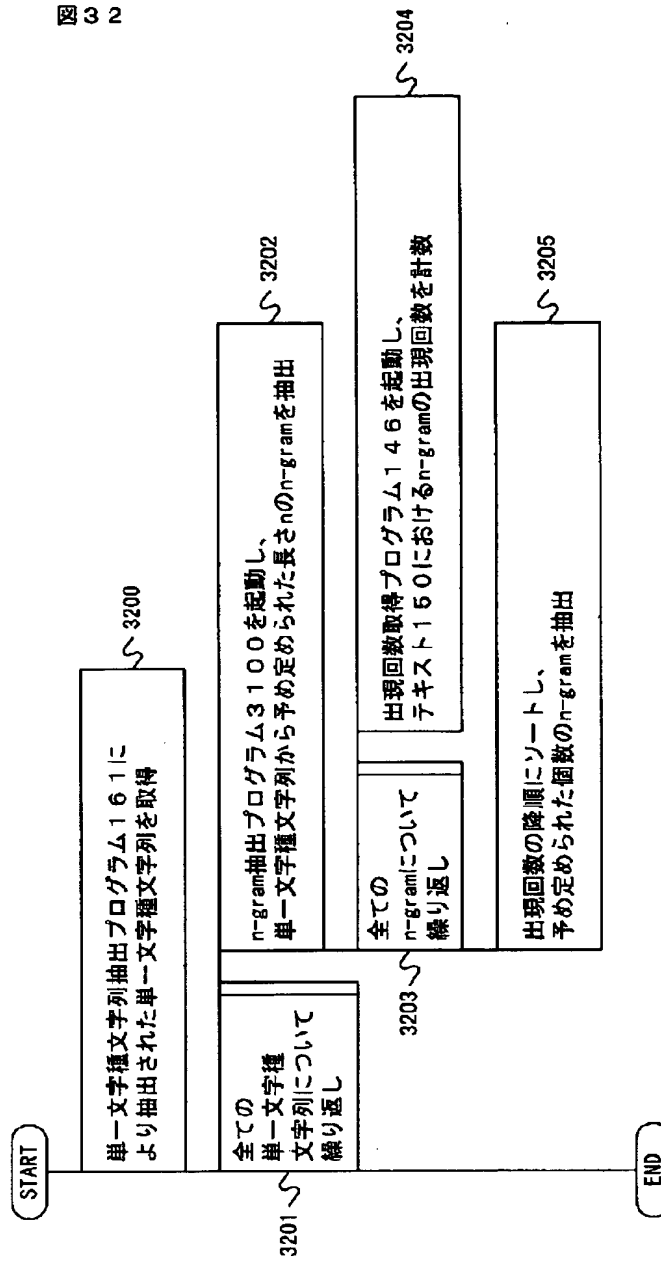 図32
START
単一文字種文字列抽出プログラム161に
より抽出された単一文字種文字列を取得
3200
全ての
単一文字種
文字列について
繰り返し
3201
n-gram抽出プログラム3100を起動し、
単一文字種文字列から予め定められた長さnのn-gramを抽出
3202
全ての
n-gramについて
繰り返し
3203
出現回数取得プログラム146を起動し、
テキスト150におけるn-gramの出現回数を計数
3204
出現回数の降順にソートし、
予め定められた個数のn-gramを抽出
3205
END